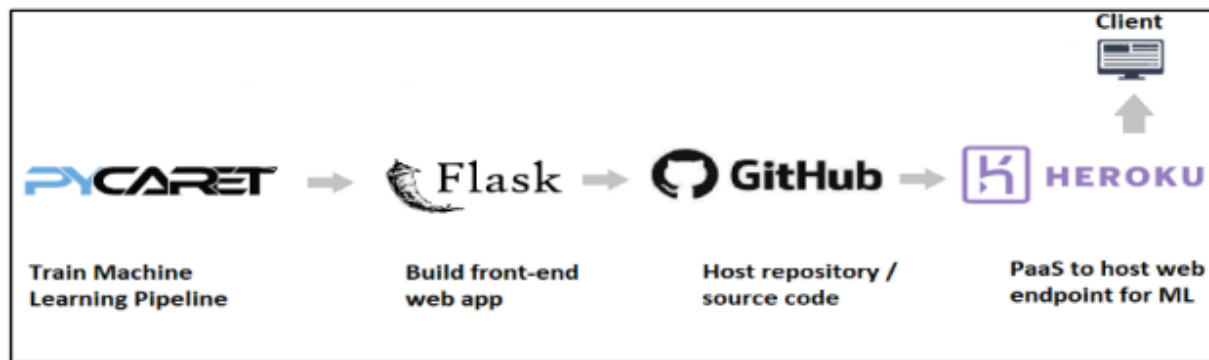 Client
PYCARET
Flask
GitHub
HEROKU
Train Machine
Learning Pipeline
Build front-end
web app
Host repository /
source code
PaaS to host web
endpoint for ML